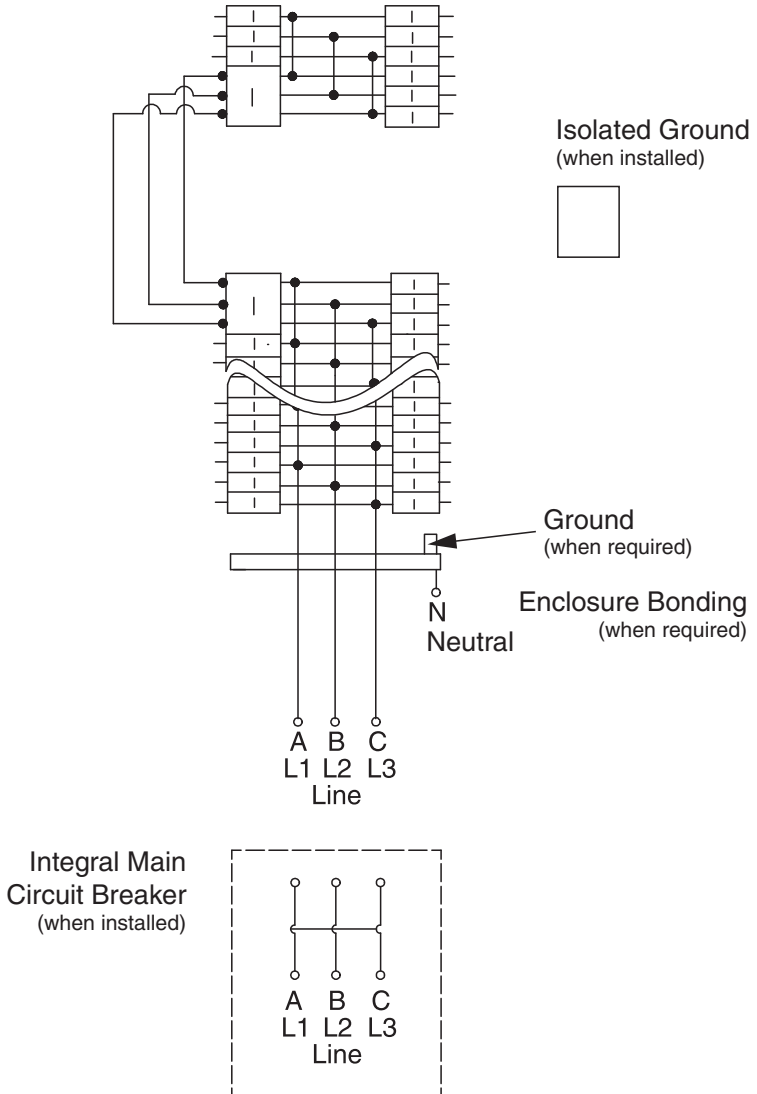 Isolated Ground
(when installed)
Ground
(when required)
N
Neutral
Enclosure Bonding
(when required)
A B C
L1 L2 L3
Line
Integral Main
Circuit Breaker
(when installed)
A B C
L1 L2 L3
Line